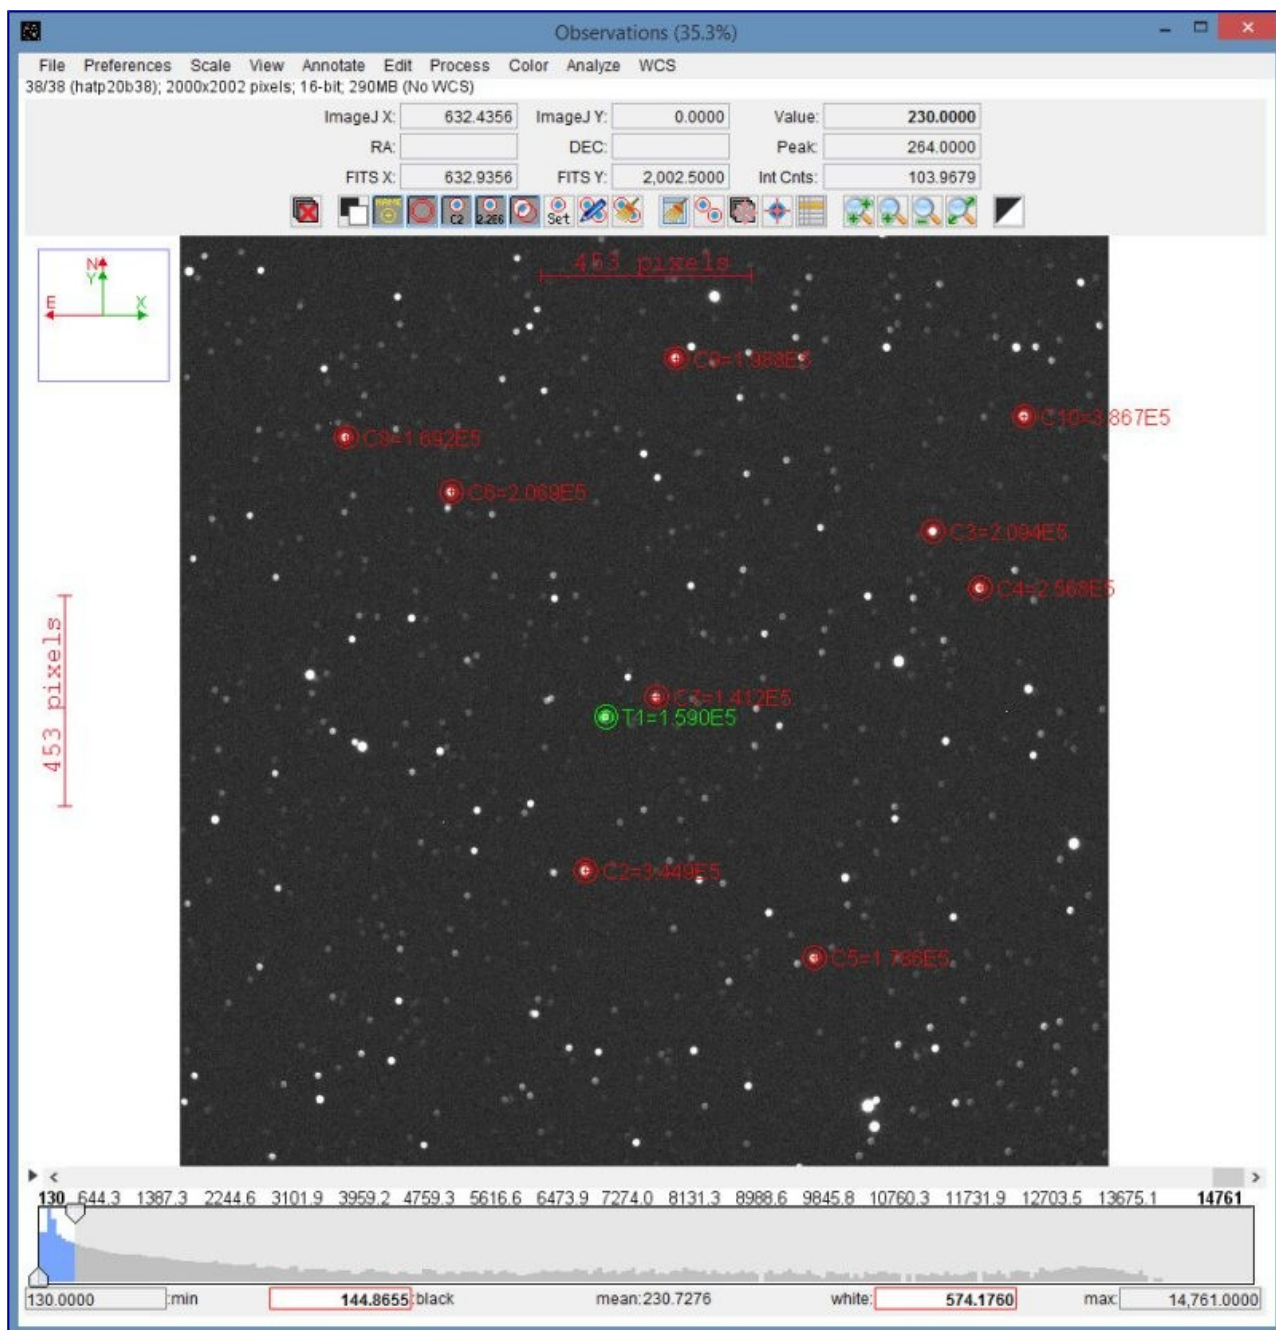 Observations (35.3%)
File Preferences Scale View Annotate Edit Process Color Analyze WCS
38/38 (hatp20b38); 2000x2002 pixels; 16-bit; 290MB (No WCS)
ImageJ X: 632.4356 ImageJ Y: 0.0000 Value: 230.0000
RA: DEC: Peak: 264.0000
FITS X: 632.9356 FITS Y: 2,002.5000 Int Cnts: 103.9679
NAME C2 2.2E6 Set
N
Y
E X
453 pixels
C9=1.988E5
C10=3.867E5
C8=1.692E5
C6=2.069E5
C3=2.094E5
C4=2.568E5
453 pixels
C7=1.412E5
T1=1.590E5
C2=3.449E5
C5=1.786E5
130 644.3 1387.3 2244.6 3101.9 3959.2 4759.3 5616.6 6473.9 7274.0 8131.3 8988.6 9845.8 10760.3 11731.9 12703.5 13675.1 14761
130.0000 :min 144.8655 :black mean:230.7276 white: 574.1760 max: 14,761.0000